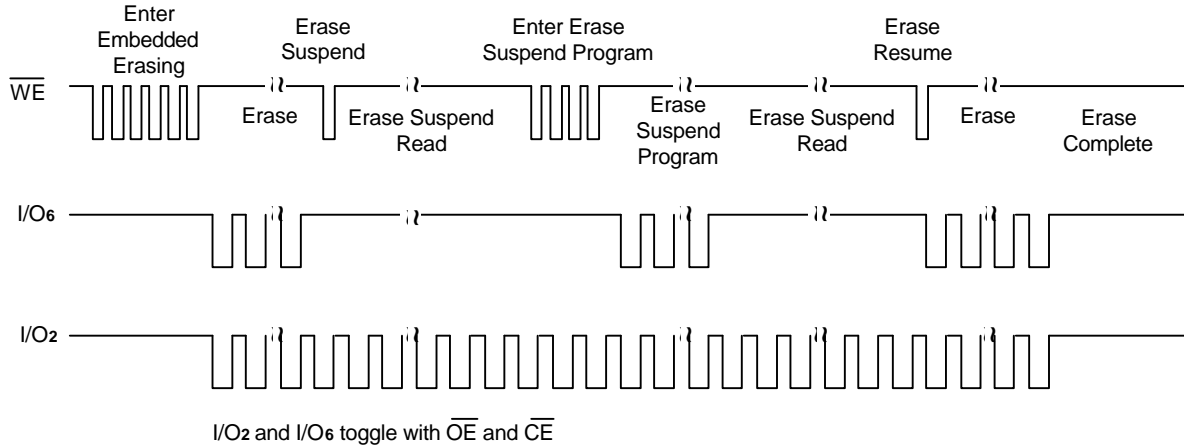 Enter
Embedded
Erasing
Erase
Suspend
Enter Erase
Suspend Program
Erase
Resume
WE
Erase
Erase Suspend
Read
Erase
Suspend
Program
Erase Suspend
Read
Erase
Erase
Complete
I/O6
I/O2
I/O2 and I/O6 toggle with OE and CE